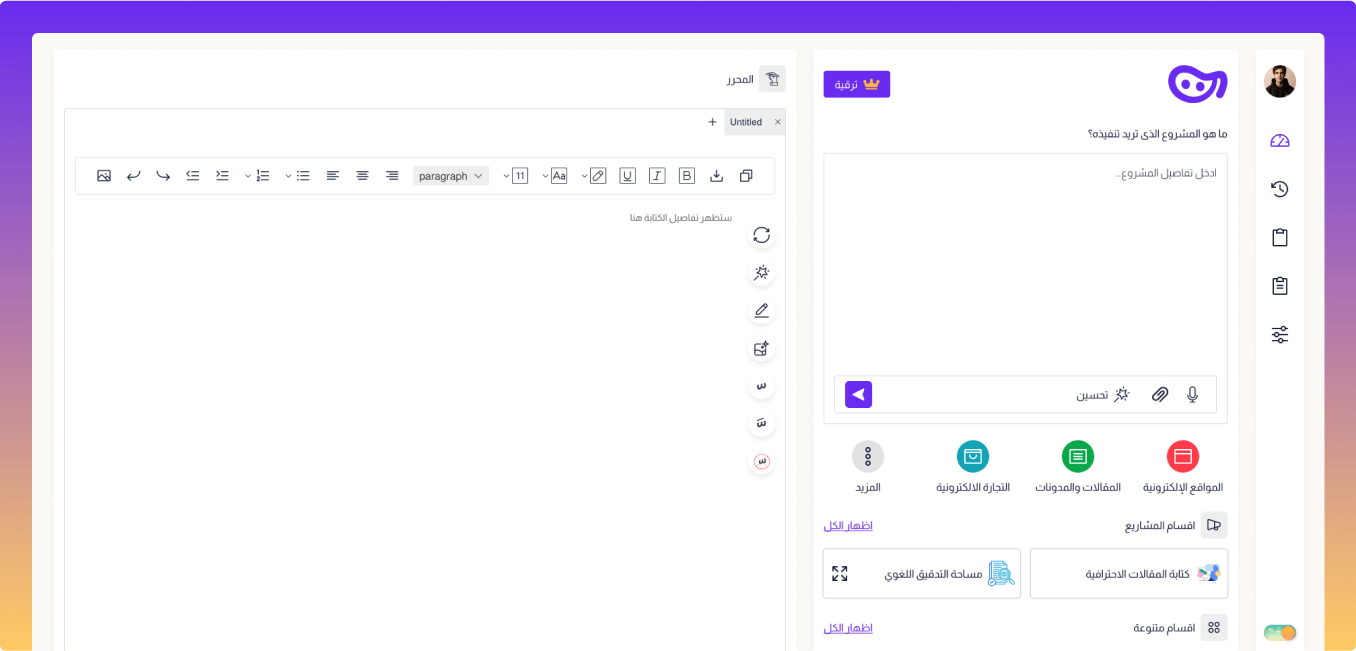 ترقية
ما هو المشروع الذى تريد تنفيذه؟
ادخل تفاصيل المشروع...
تحسين
المواقع الإلكترونية
المقالات والمدونات
التجارة الالكترونية
المزيد
اقسام المشاريع
اظهار الكل
كتابة المقالات الاحترافية
مساحة التدقيق اللغوي
اقسام متنوعة
اظهار الكل
المحرر
Untitled ×
+
paragraph
11
Aa
U
I
B
ستظهر تفاصيل الكتابة هنا